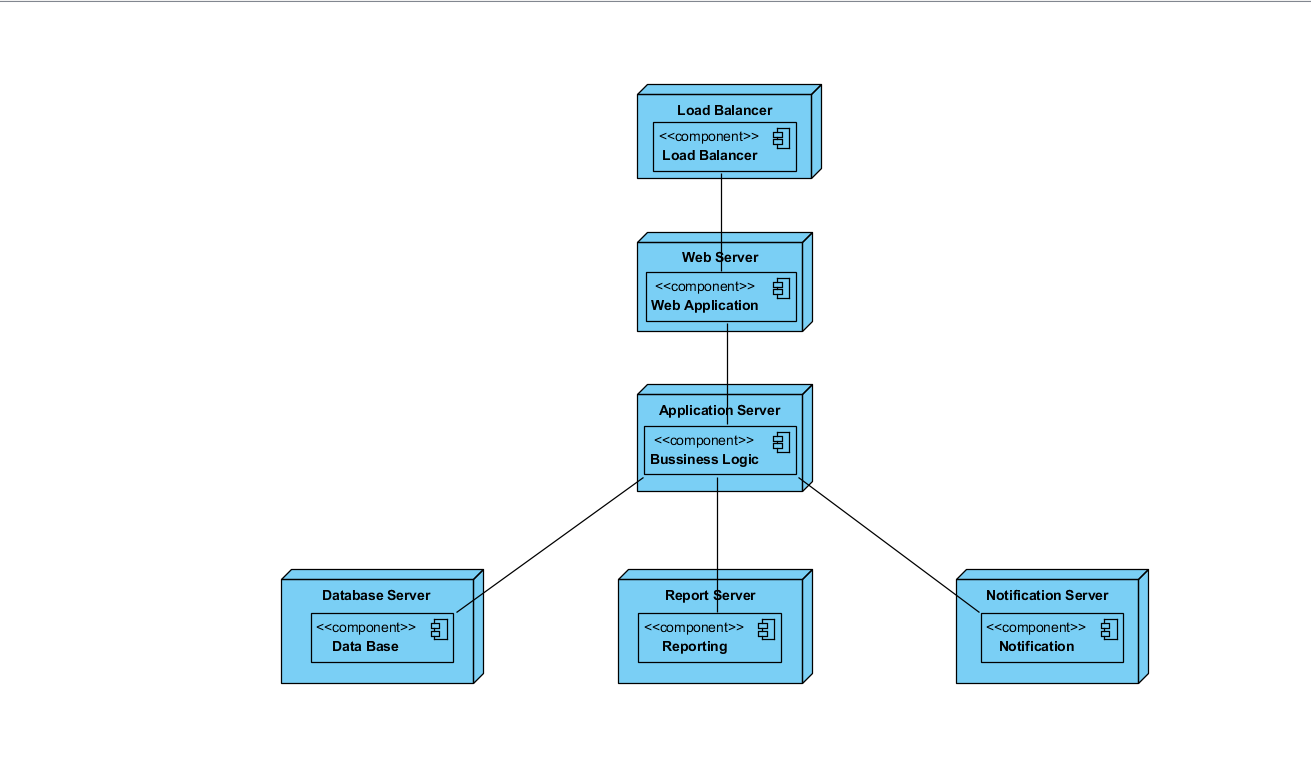 Load Balancer
<<component>>
Load Balancer
Web Server
<<component>>
Web Application
Application Server
<<component>>
Bussiness Logic
Database Server
<<component>>
Data Base
Report Server
<<component>>
Reporting
Notification Server
<<component>>
Notification